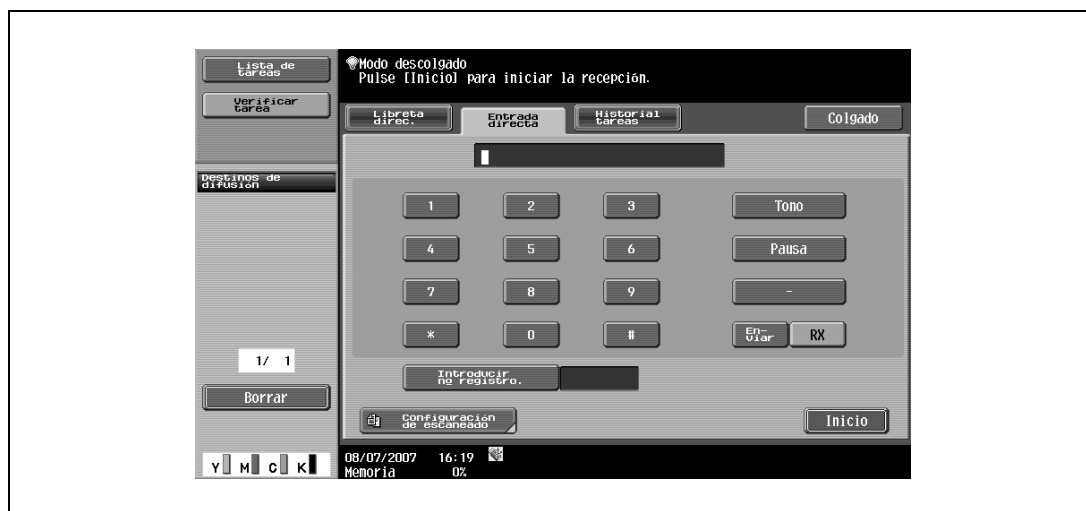 Lista de
tareas
Verificar
tarea
Modo descolgado
Pulse [Inicio] para iniciar la recepción.
Libreta
direc.
Entrada
directa
Historial
tareas
Colgado
Destinos de
difusión
1 2 3 Tono
4 5 6 Pausa
7 8 9 -
* 0 # En-
viar RX
1/ 1
Introducir
nº registro.
Borrar
Configuración
de escaneado
Inicio
Y M C K
08/07/2007 16:19
Memoria 0%